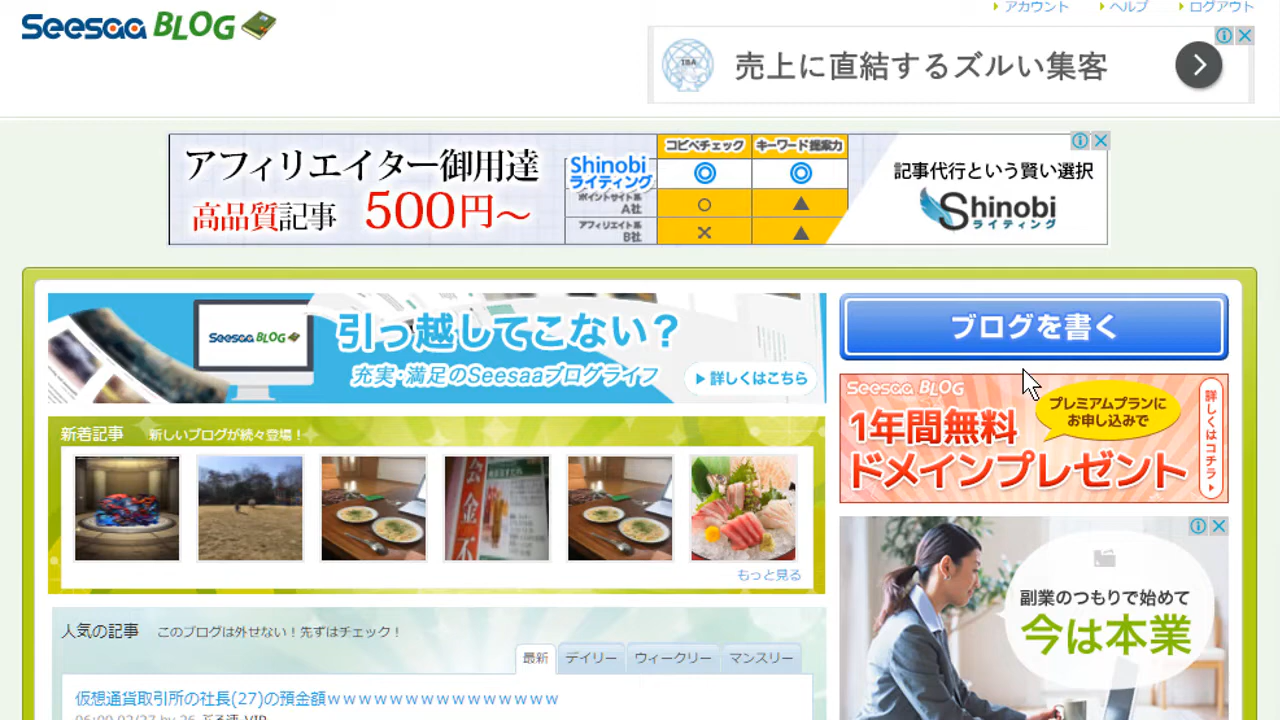 Seesaa BLOG
アカウント ヘルプ ログアウト
IBA
売上に直結するズルい集客
アフィリエイター御用達
高品質記事 500円～
コピペチェック キーワード提案力
Shinobi
ライティング ◎ ◎
ポイントサイト系
A社 ○ ▲
アフィリエイト系
B社 × ▲
記事代行という賢い選択
Shinobi
ライティング
Seesaa BLOG
引っ越してこない？
充実・満足のSeesaaブログライフ
詳しくはこちら
ブログを書く
Seesaa BLOG
1年間無料
ドメインプレゼント
プレミアムプランに
お申し込みで
詳しくはコチラ
新着記事 新しいブログが続々登場！
もっと見る
副業のつもりで始めて
今は本業
人気の記事 このブログは外せない！先ずはチェック！
最新 デイリー ウィークリー マンスリー
仮想通貨取引所の社長(27)の預金額ｗｗｗｗｗｗｗｗｗｗｗｗｗｗｗ